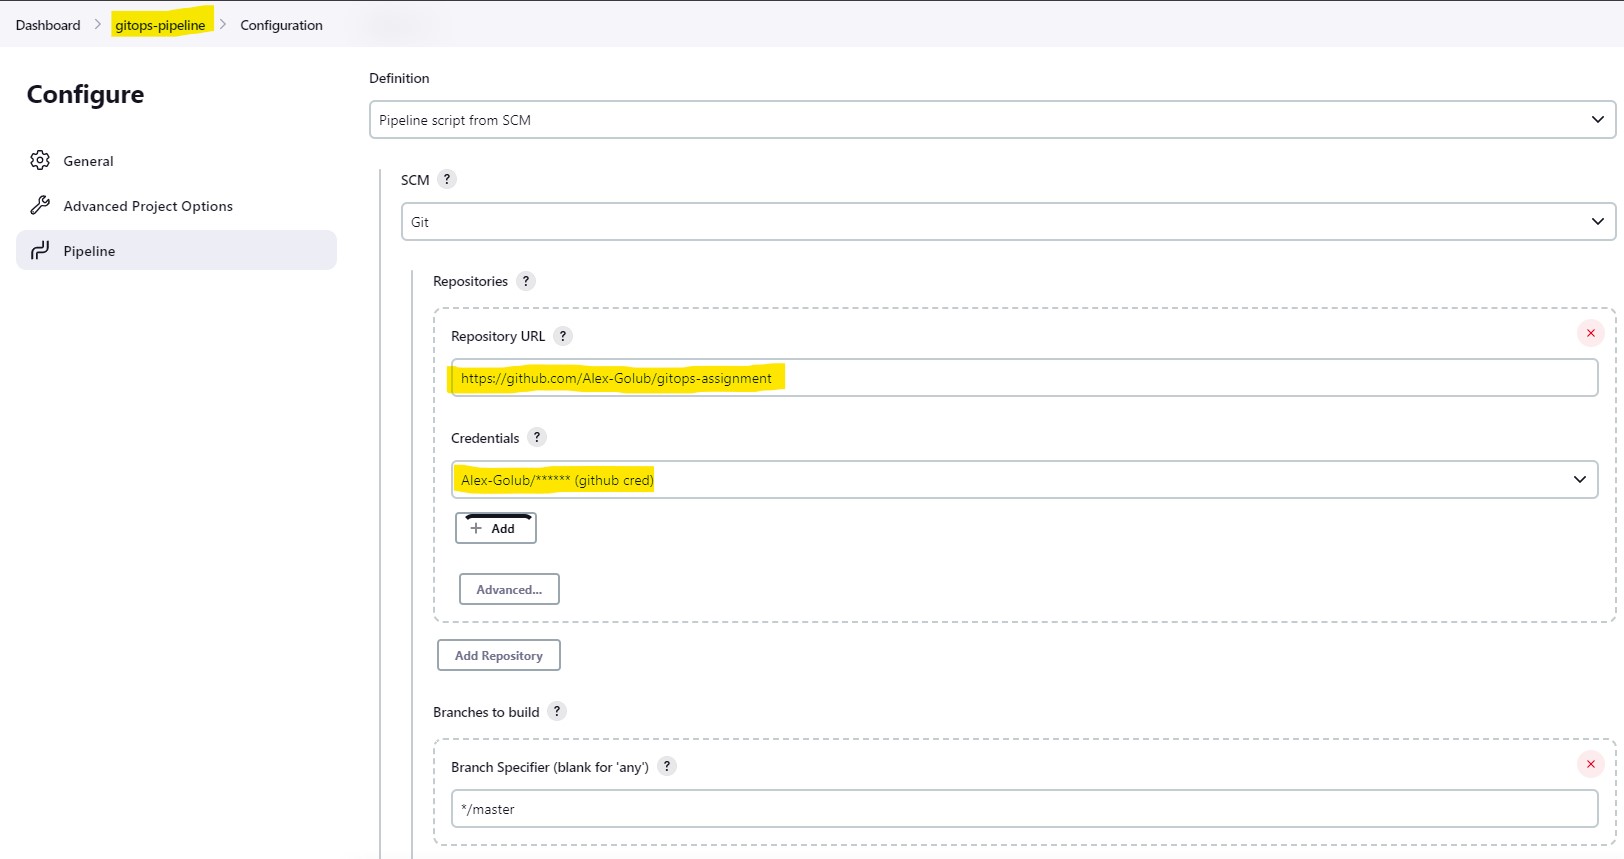 Dashboard > gitops-pipeline > Configuration
Configure
General
Advanced Project Options
Pipeline
Definition
Pipeline script from SCM
SCM ?
Git
Repositories ?
Repository URL ?
https://github.com/Alex-Golub/gitops-assignment
Credentials ?
Alex-Golub/****** (github cred)
+ Add
Advanced...
Add Repository
Branches to build ?
Branch Specifier (blank for 'any') ?
*/master